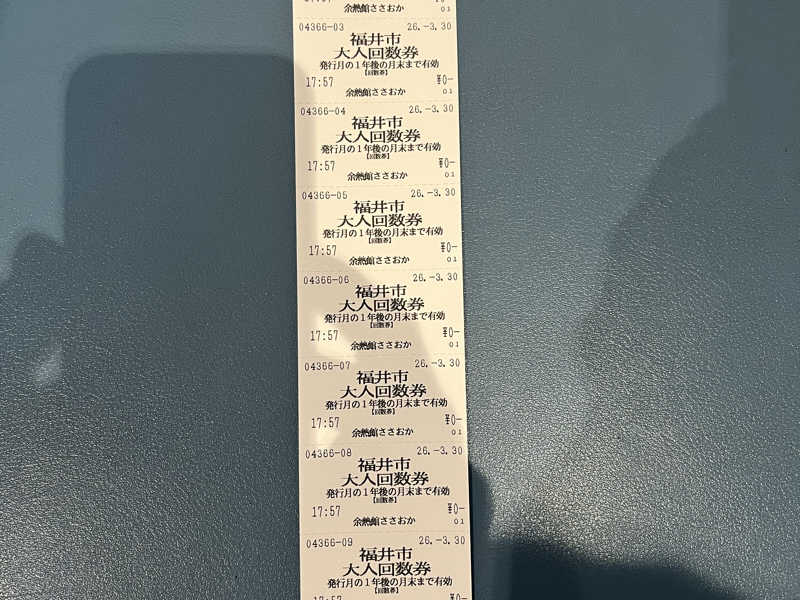 余熱館ささおか
01
04366-03 26.-3.30
福井市
大人回数券
発行月の1年後の月末まで有効
【回数券】
17:57 ¥0-
余熱館ささおか 01
04366-04 26.-3.30
福井市
大人回数券
発行月の1年後の月末まで有効
【回数券】
17:57 ¥0-
余熱館ささおか 01
04366-05 26.-3.30
福井市
大人回数券
発行月の1年後の月末まで有効
【回数券】
17:57 ¥0-
余熱館ささおか 01
04366-06 26.-3.30
福井市
大人回数券
発行月の1年後の月末まで有効
【回数券】
17:57 ¥0-
余熱館ささおか 01
04366-07 26.-3.30
福井市
大人回数券
発行月の1年後の月末まで有効
【回数券】
17:57 ¥0-
余熱館ささおか 01
04366-08 26.-3.30
福井市
大人回数券
発行月の1年後の月末まで有効
【回数券】
17:57 ¥0-
余熱館ささおか 01
04366-09 26.-3.30
福井市
大人回数券
発行月の1年後の月末まで有効
【回数券】
17:57 ¥0-